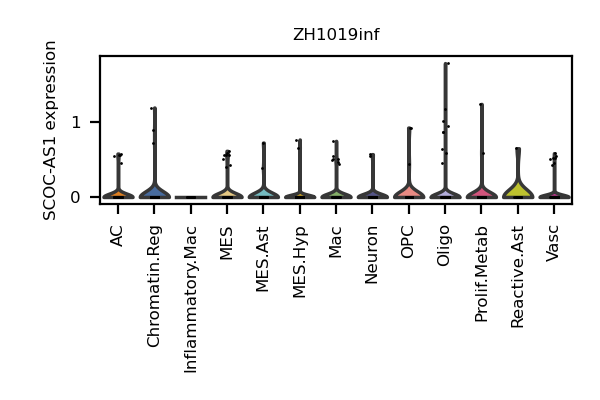 ZH1019inf
SCOC-AS1 expression
1
0
AC
Chromatin.Reg
Inflammatory.Mac
MES
MES.Ast
MES.Hyp
Mac
Neuron
OPC
Oligo
Prolif.Metab
Reactive.Ast
Vasc